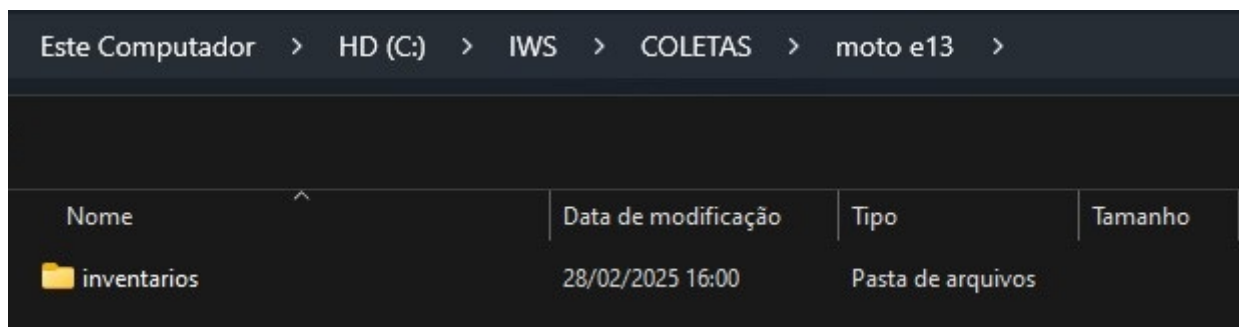 Este Computador > HD (C:) > IWS > COLETAS > moto e13 >
Nome Data de modificação Tipo Tamanho
inventarios 28/02/2025 16:00 Pasta de arquivos